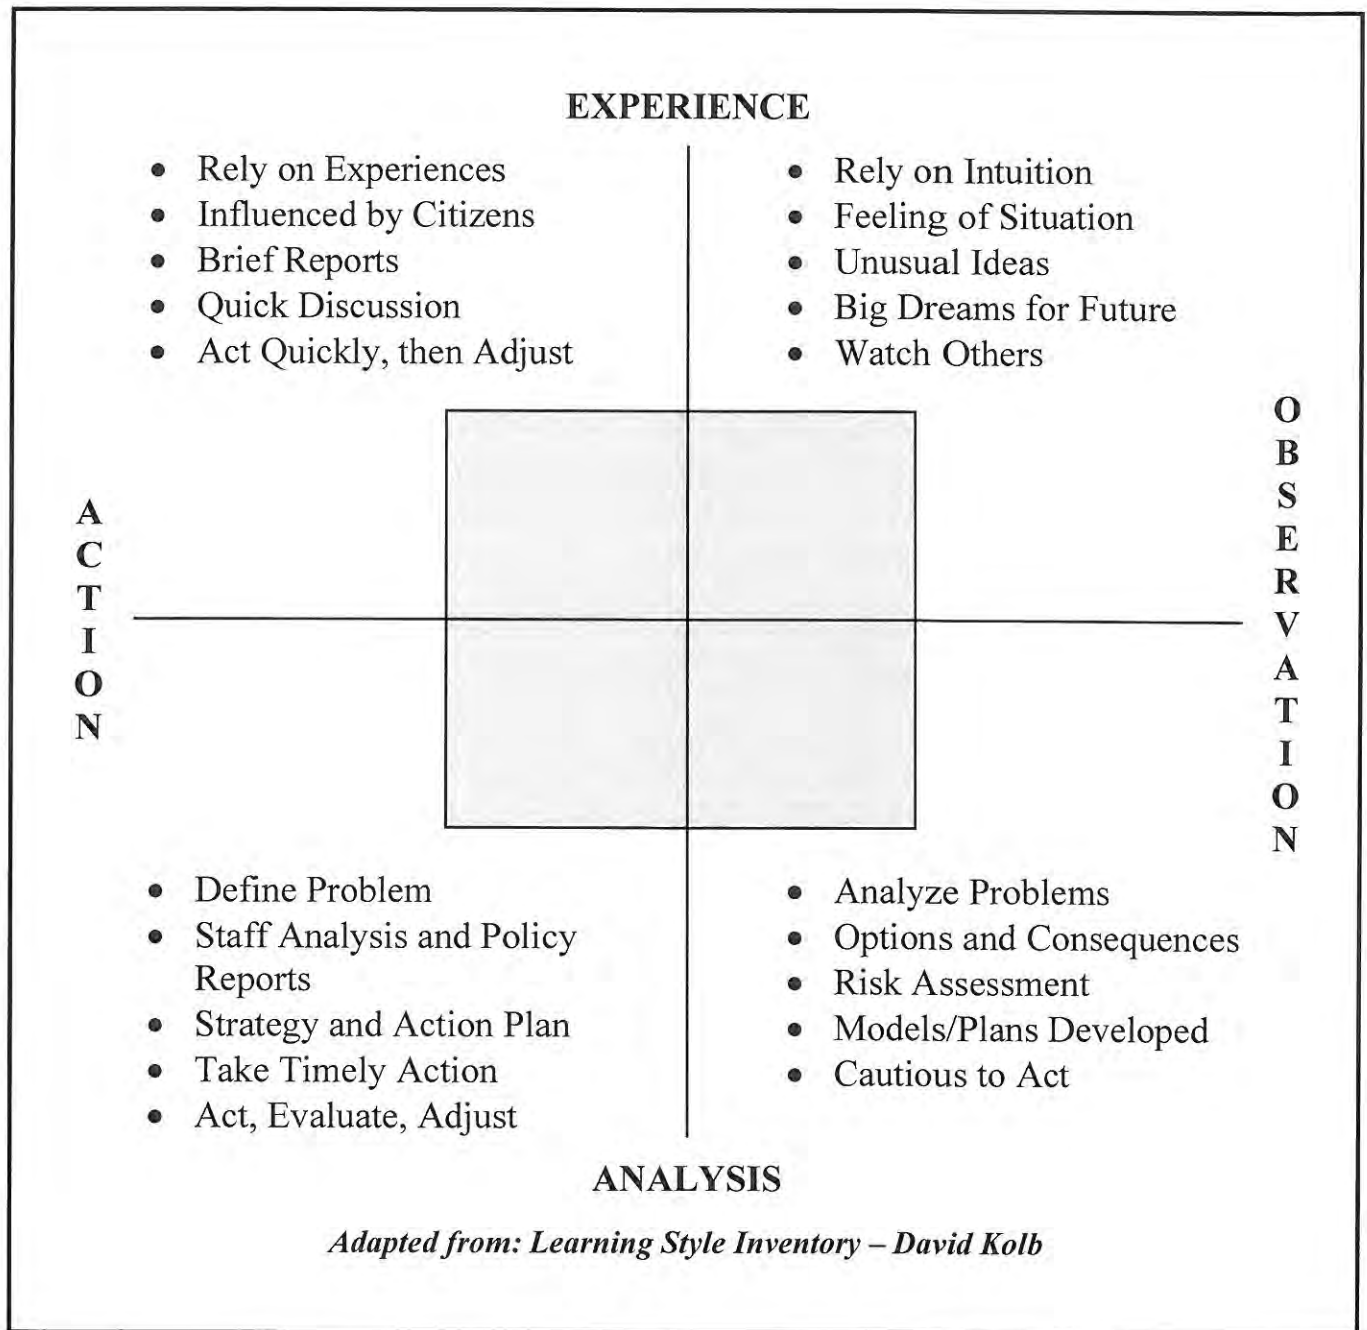 EXPERIENCE
• Rely on Experiences
• Influenced by Citizens
• Brief Reports
• Quick Discussion
• Act Quickly, then Adjust
• Rely on Intuition
• Feeling of Situation
• Unusual Ideas
• Big Dreams for Future
• Watch Others
ACTION
OBSERVATION
• Define Problem
• Staff Analysis and Policy
Reports
• Strategy and Action Plan
• Take Timely Action
• Act, Evaluate, Adjust
• Analyze Problems
• Options and Consequences
• Risk Assessment
• Models/Plans Developed
• Cautious to Act
ANALYSIS
Adapted from: Learning Style Inventory – David Kolb